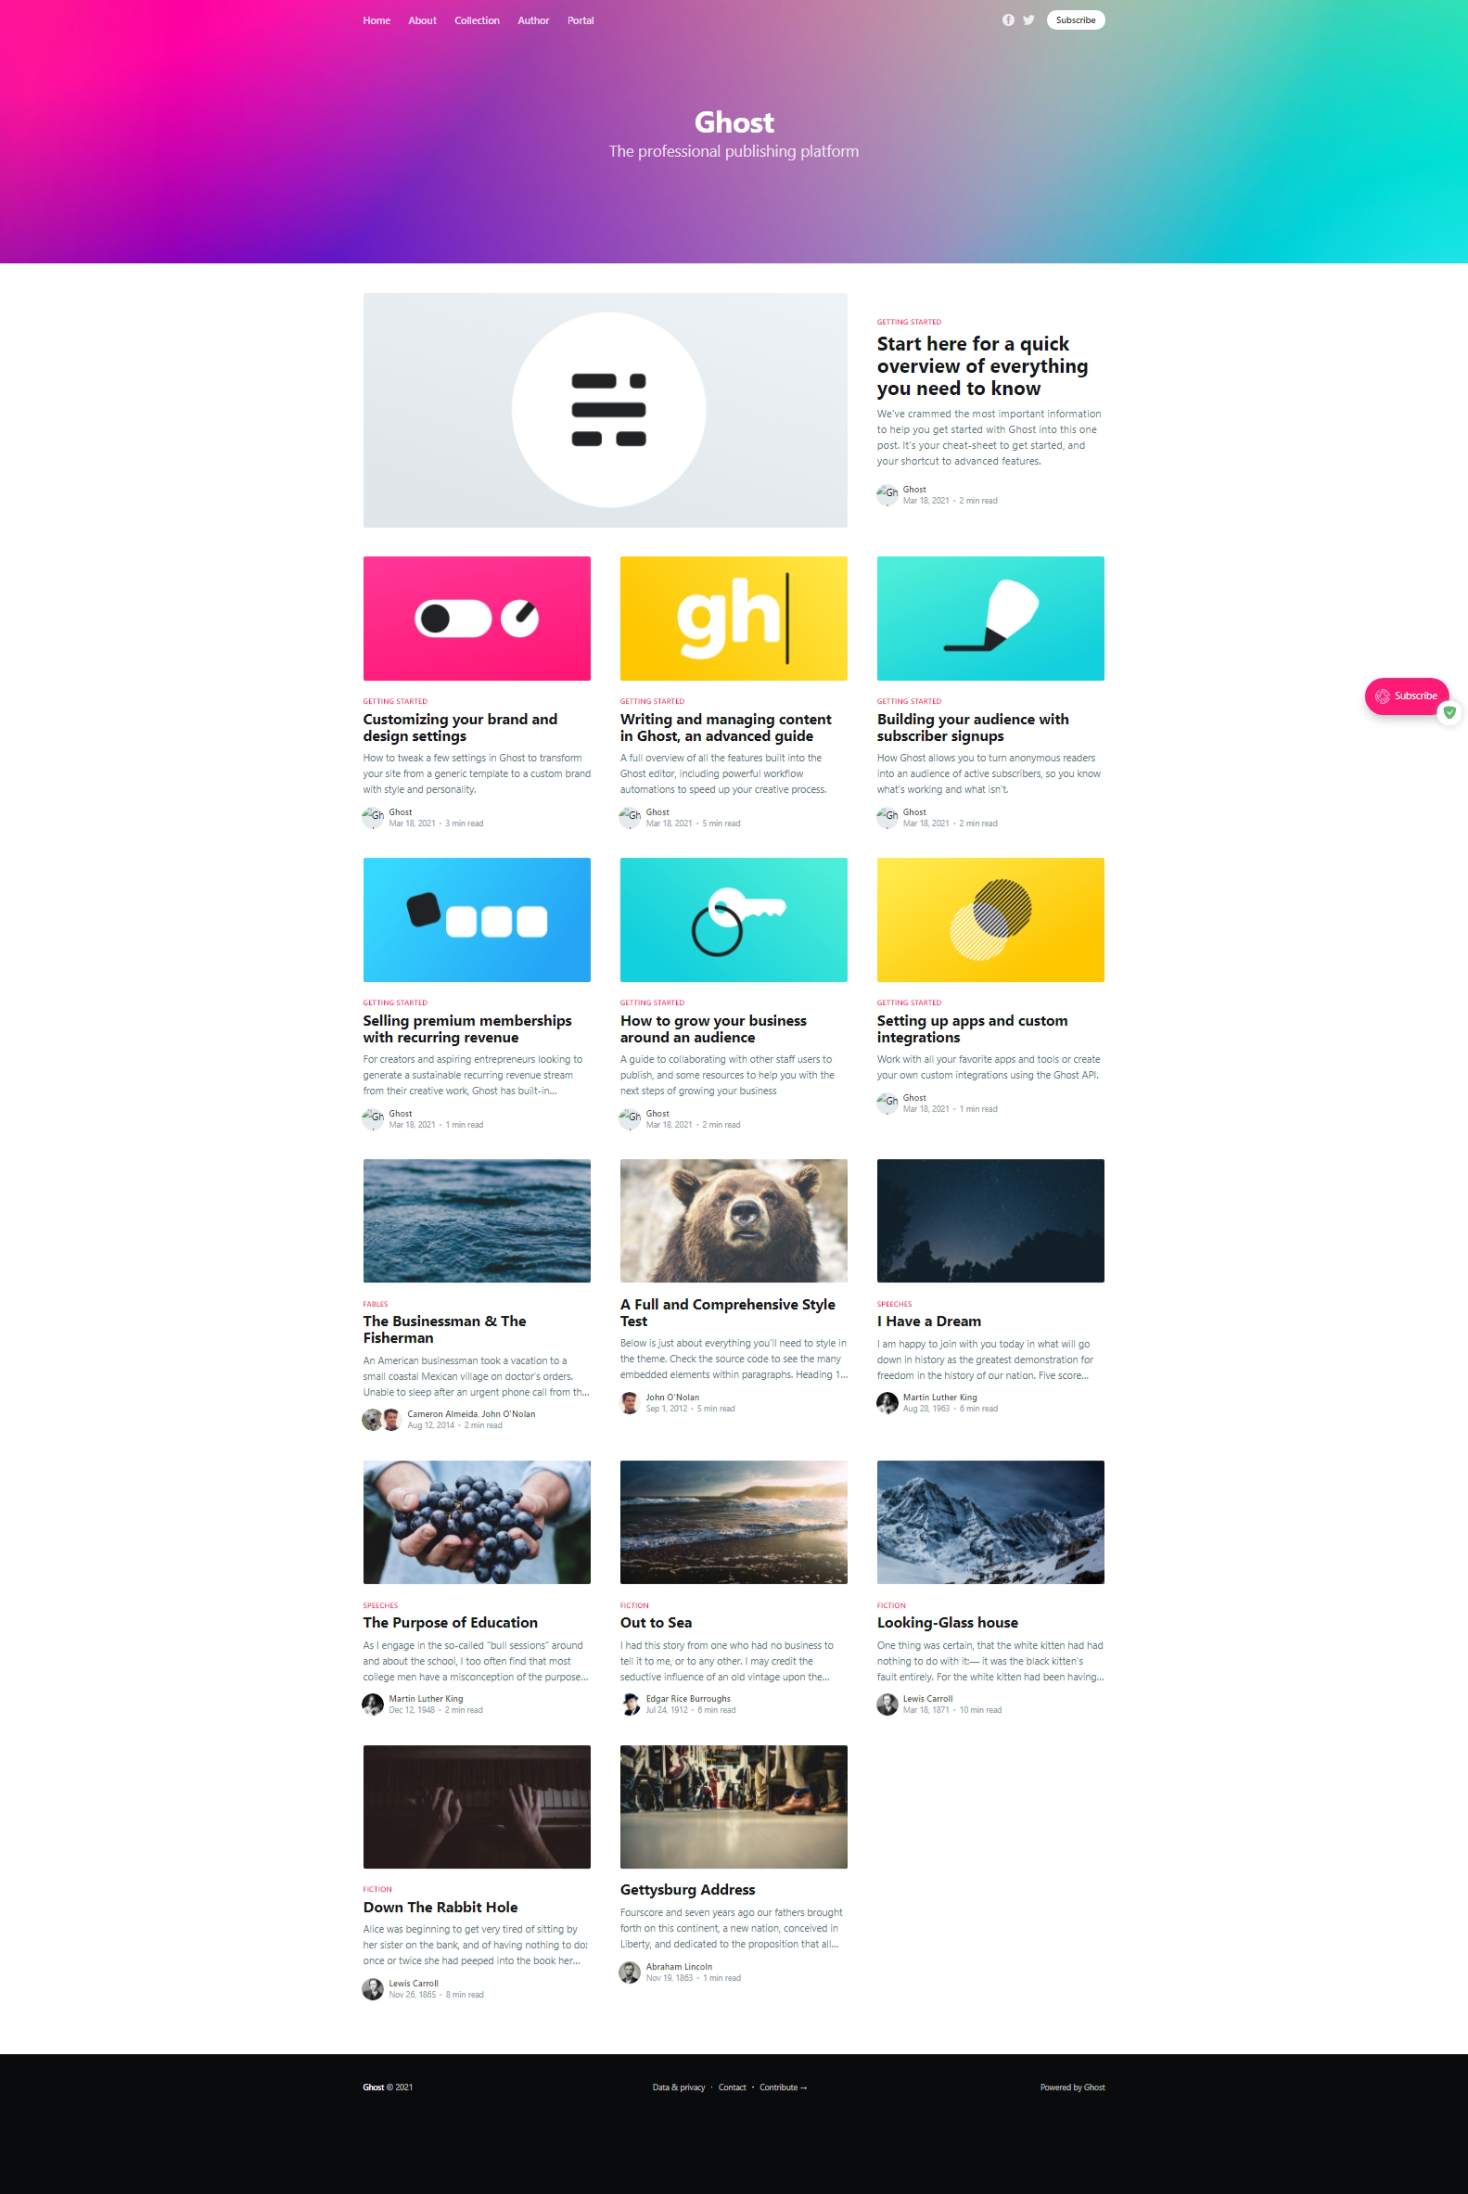 Home About Collection Author Portal Subscribe
Ghost
The professional publishing platform
GETTING STARTED
Start here for a quick
overview of everything
you need to know
We've crammed the most important information
to help you get started with Ghost into this one
post. It's your cheat-sheet to get started, and
your shortcut to advanced features.
Gh
Ghost
Mar 18, 2021 • 2 min read
gh
GETTING STARTED
Customizing your brand and
design settings
How to tweak a few settings in Ghost to transform
your site from a generic template to a custom brand
with style and personality.
Gh
Ghost
Mar 18, 2021 • 3 min read
GETTING STARTED
Writing and managing content
in Ghost, an advanced guide
A full overview of all the features built into the
Ghost editor, including powerful workflow
automations to speed up your creative process.
Gh
Ghost
Mar 18, 2021 • 5 min read
GETTING STARTED
Building your audience with
subscriber signups
How Ghost allows you to turn anonymous readers
into an audience of active subscribers, so you know
what's working and what isn't.
Gh
Ghost
Mar 18, 2021 • 2 min read
Subscribe
GETTING STARTED
Selling premium memberships
with recurring revenue
For creators and aspiring entrepreneurs looking to
generate a sustainable recurring revenue stream
from their creative work, Ghost has built-in...
Gh
Ghost
Mar 18, 2021 • 1 min read
GETTING STARTED
How to grow your business
around an audience
A guide to collaborating with other staff users to
publish, and some resources to help you with the
next steps of growing your business
Gh
Ghost
Mar 18, 2021 • 2 min read
GETTING STARTED
Setting up apps and custom
integrations
Work with all your favorite apps and tools or create
your own custom integrations using the Ghost API.
Gh
Ghost
Mar 18, 2021 • 1 min read
FABLES
The Businessman & The
Fisherman
An American businessman took a vacation to a
small coastal Mexican village on doctor's orders.
Unable to sleep after an urgent phone call from th...
Cameron Almeida, John O'Nolan
Aug 12, 2014 • 2 min read
A Full and Comprehensive Style
Test
Below is just about everything you'll need to style in
the theme. Check the source code to see the many
embedded elements within paragraphs. Heading 1...
John O'Nolan
Sep 1, 2012 • 5 min read
SPEECHES
I Have a Dream
I am happy to join with you today in what will go
down in history as the greatest demonstration for
freedom in the history of our nation. Five score...
Martin Luther King
Aug 28, 1963 • 6 min read
SPEECHES
The Purpose of Education
As I engage in the so-called "bull sessions" around
and about the school, I too often find that most
college men have a misconception of the purpose...
Martin Luther King
Dec 12, 1948 • 2 min read
FICTION
Out to Sea
I had this story from one who had no business to
tell it to me, or to any other. I may credit the
seductive influence of an old vintage upon the...
Edgar Rice Burroughs
Jul 24, 1912 • 6 min read
FICTION
Looking-Glass house
One thing was certain, that the white kitten had had
nothing to do with it:— it was the black kitten's
fault entirely. For the white kitten had been having...
Lewis Carroll
Mar 18, 1871 • 10 min read
FICTION
Down The Rabbit Hole
Alice was beginning to get very tired of sitting by
her sister on the bank, and of having nothing to do:
once or twice she had peeped into the book her...
Lewis Carroll
Nov 26, 1865 • 8 min read
Gettysburg Address
Fourscore and seven years ago our fathers brought
forth on this continent, a new nation, conceived in
Liberty, and dedicated to the proposition that all...
Abraham Lincoln
Nov 19, 1863 • 1 min read
Ghost © 2021
Data & privacy • Contact • Contribute →
Powered by Ghost